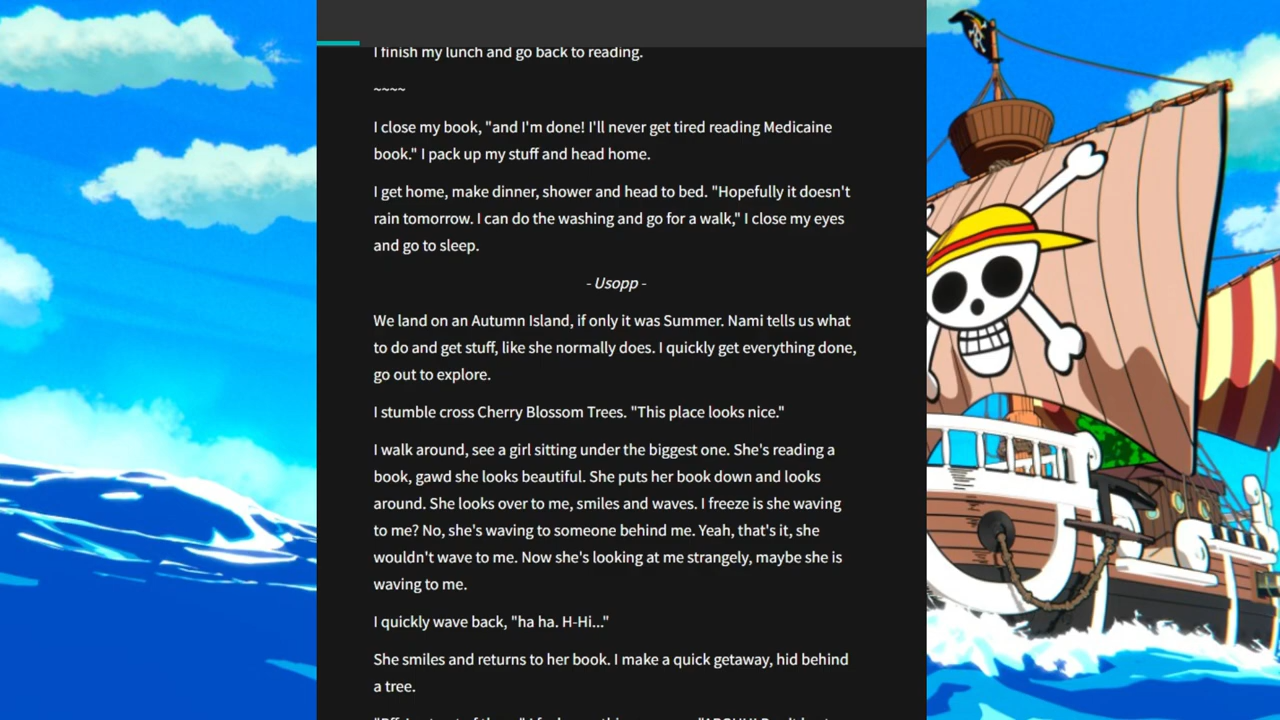 I finish my lunch and go back to reading.
~~~~
I close my book, "and I'm done! I'll never get tired reading Medicaine
book." I pack up my stuff and head home.
I get home, make dinner, shower and head to bed. "Hopefully it doesn't
rain tomorrow. I can do the washing and go for a walk," I close my eyes
and go to sleep.
- Usopp -
We land on an Autumn Island, if only it was Summer. Nami tells us what
to do and get stuff, like she normally does. I quickly get everything done,
go out to explore.
I stumble cross Cherry Blossom Trees. "This place looks nice."
I walk around, see a girl sitting under the biggest one. She's reading a
book, gawd she looks beautiful. She puts her book down and looks
around. She looks over to me, smiles and waves. I freeze is she waving
to me? No, she's waving to someone behind me. Yeah, that's it, she
wouldn't wave to me. Now she's looking at me strangely, maybe she is
waving to me.
I quickly wave back, "ha ha. H-Hi..."
She smiles and returns to her book. I make a quick getaway, hid behind
a tree.